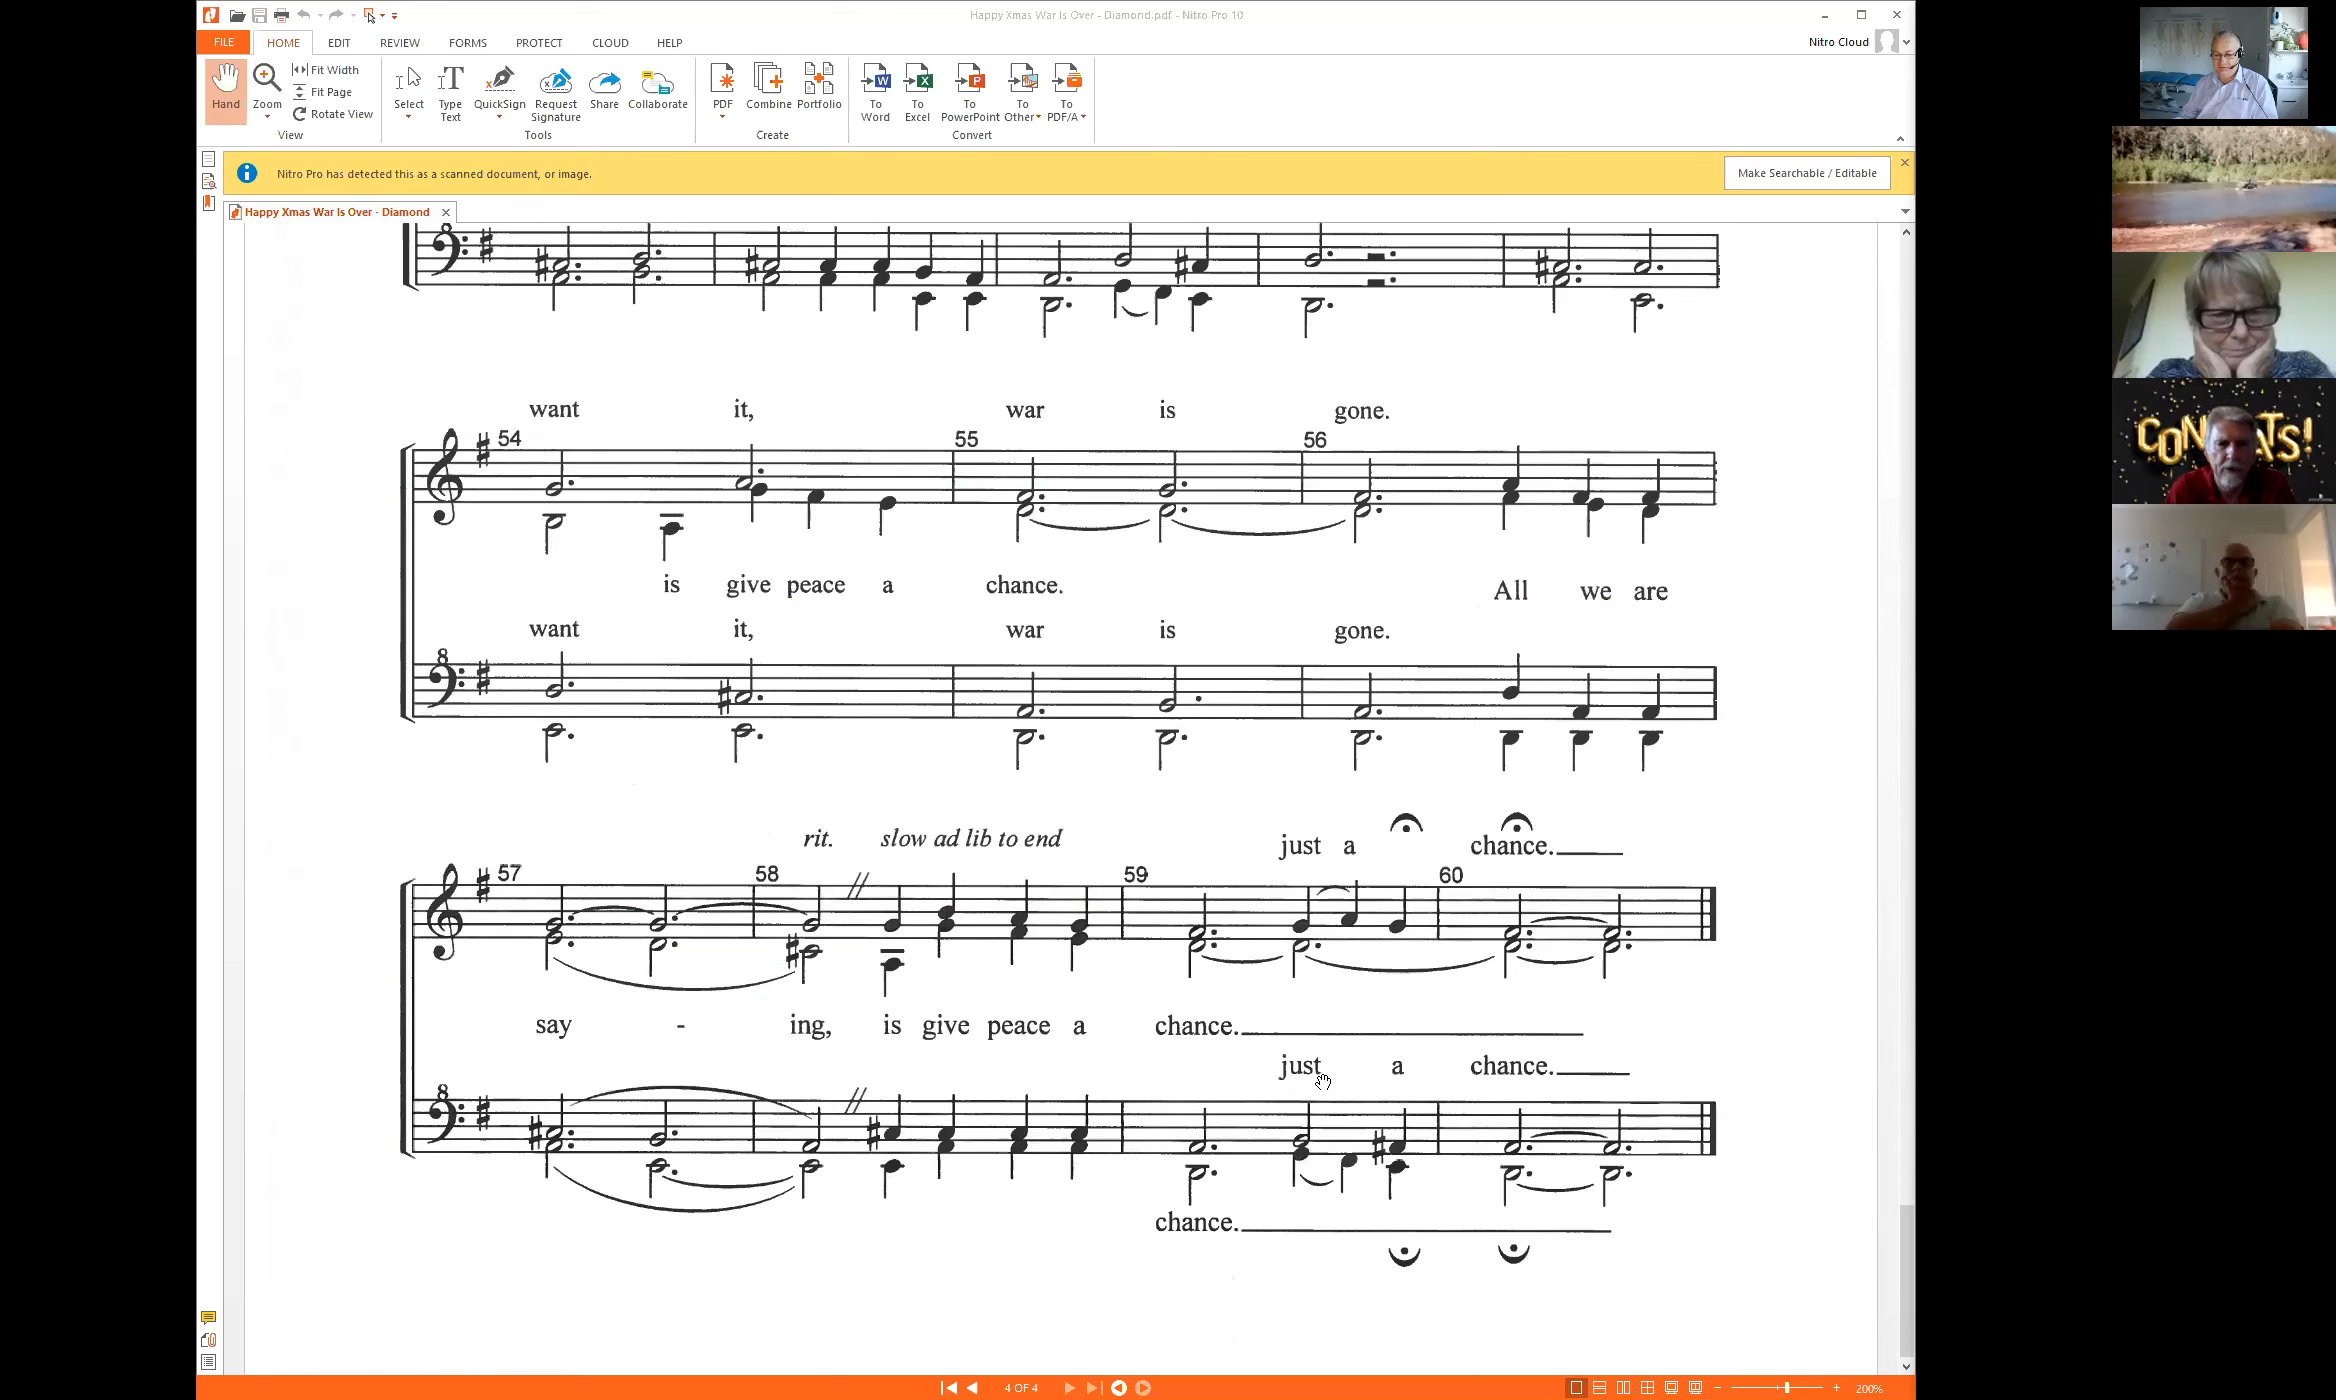 Happy Xmas War Is Over - Diamond.pdf - Nitro Pro 10
FILE HOME EDIT REVIEW FORMS PROTECT CLOUD HELP
Nitro Cloud
Hand
Zoom
Fit Width
Fit Page
Rotate View
View
Select
Type Text
QuickSign
Request Signature
Share
Collaborate
Tools
PDF
Combine
Portfolio
Create
To Word
To Excel
To PowerPoint
To Other
To PDF/A
Convert
Nitro Pro has detected this as a scanned document, or image.
Make Searchable / Editable
Happy Xmas War Is Over - Diamond
8
want it, war is gone.
54 55 56
is give peace a chance. All we are
want it, war is gone.
8
rit. slow ad lib to end just a chance.
57 58 59 60
say - ing, is give peace a chance.
just a chance.
8
chance.
4 OF 4
200%
CONGRATS!